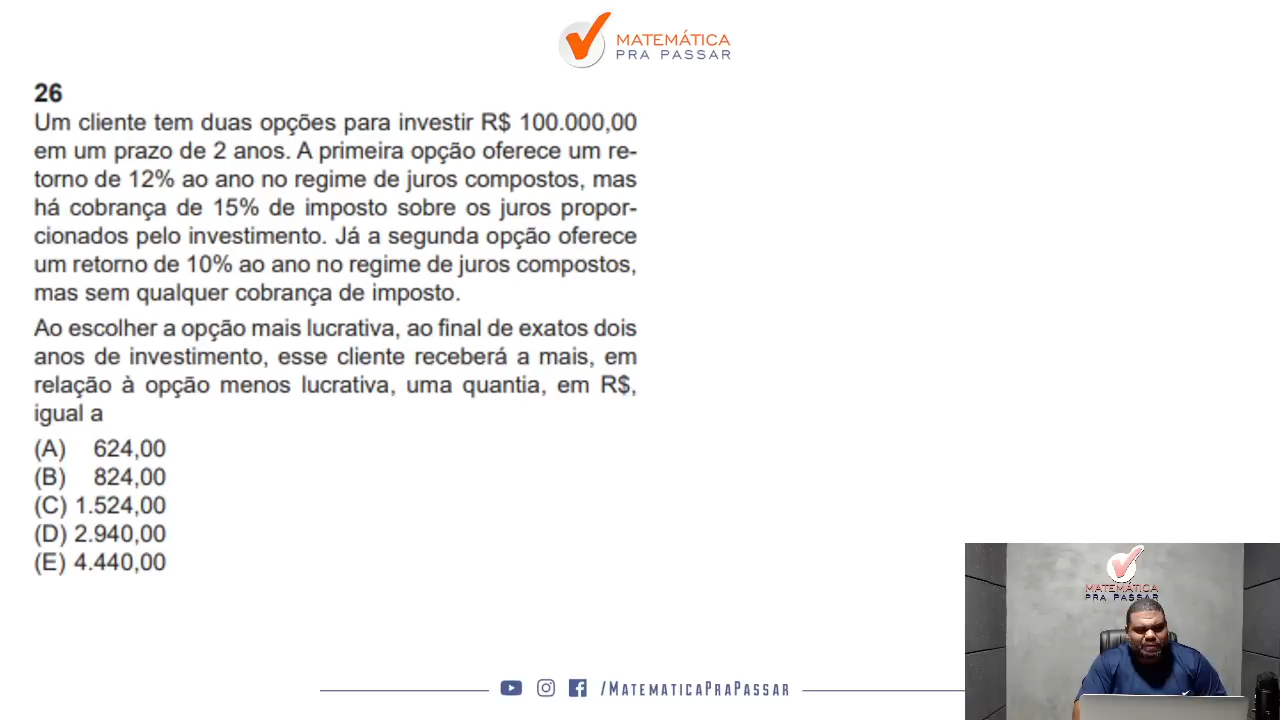 MATEMÁTICA
PRA PASSAR
26
Um cliente tem duas opções para investir R$ 100.000,00
em um prazo de 2 anos. A primeira opção oferece um re-
torno de 12% ao ano no regime de juros compostos, mas
há cobrança de 15% de imposto sobre os juros propor-
cionados pelo investimento. Já a segunda opção oferece
um retorno de 10% ao ano no regime de juros compostos,
mas sem qualquer cobrança de imposto.
Ao escolher a opção mais lucrativa, ao final de exatos dois
anos de investimento, esse cliente receberá a mais, em
relação à opção menos lucrativa, uma quantia, em R$,
igual a
(A) 624,00
(B) 824,00
(C) 1.524,00
(D) 2.940,00
(E) 4.440,00
MATEMÁTICA
PRA PASSAR
/MATEMATICAPRAPASSAR